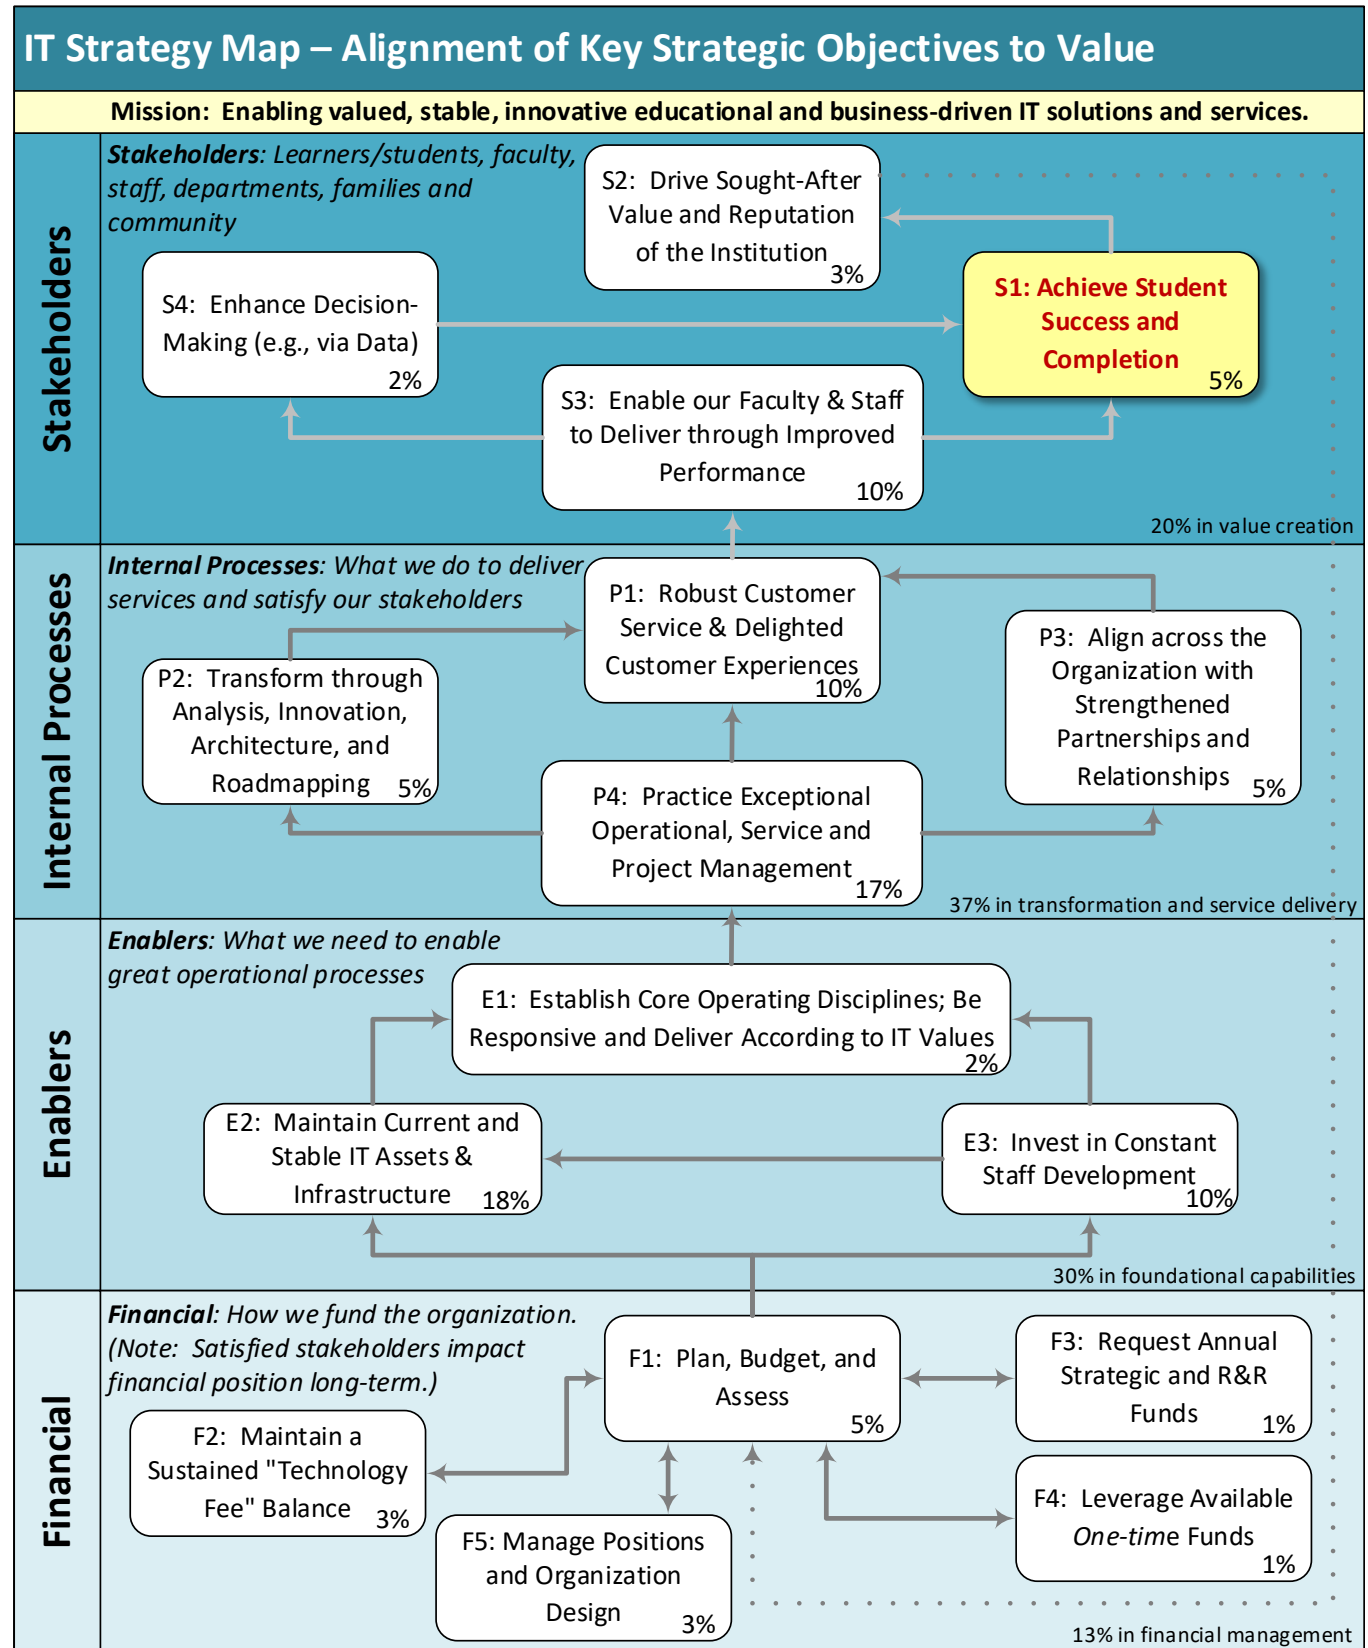 IT Strategy Map – Alignment of Key Strategic Objectives to Value
Mission:  Enabling valued, stable, innovative educational and business-driven IT solutions and services.
Stakeholders
Stakeholders: Learners/students, faculty,
staff, departments, families and
community
S2:  Drive Sought-After
Value and Reputation
of the Institution
3%
S4:  Enhance Decision-
Making (e.g., via Data)
2%
S1: Achieve Student
Success and
Completion
5%
S3:  Enable our Faculty & Staff
to Deliver through Improved
Performance
10%
20% in value creation
Internal Processes
Internal Processes: What we do to deliver
services and satisfy our stakeholders
P1:  Robust Customer
Service & Delighted
Customer Experiences
10%
P2:  Transform through
Analysis, Innovation,
Architecture, and
Roadmapping
5%
P3:  Align across the
Organization with
Strengthened
Partnerships and
Relationships
5%
P4:  Practice Exceptional
Operational, Service and
Project Management
17%
37% in transformation and service delivery
Enablers
Enablers: What we need to enable
great operational processes
E1:  Establish Core Operating Disciplines; Be
Responsive and Deliver According to IT Values
2%
E2:  Maintain Current and
Stable IT Assets &
Infrastructure
18%
E3:  Invest in Constant
Staff Development
10%
30% in foundational capabilities
Financial
Financial: How we fund the organization.
(Note:  Satisfied stakeholders impact
financial position long-term.)
F1:  Plan, Budget, and
Assess
5%
F3:  Request Annual
Strategic and R&R
Funds
1%
F2:  Maintain a
Sustained "Technology
Fee" Balance
3%
F4:  Leverage Available
One-time Funds
1%
F5: Manage Positions
and Organization
Design
3%
13% in financial management